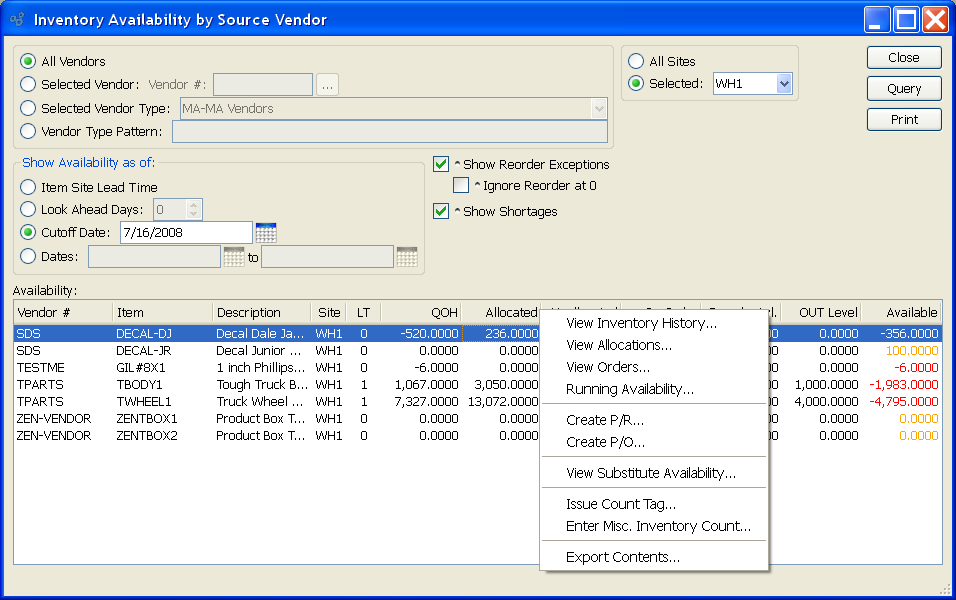 Inventory Availability by Source Vendor
All Vendors
Selected Vendor: Vendor #: ...
Selected Vendor Type: MA-MA Vendors
Vendor Type Pattern:
All Sites
Selected: WH1
Close
Query
Print
Show Availability as of:
Item Site Lead Time
Look Ahead Days: 0
Cutoff Date: 7/16/2008
Dates: to
^ Show Reorder Exceptions
^ Ignore Reorder at 0
^ Show Shortages
Availability:
Vendor # Item Description Site LT QOH Allocated OUT Level Available
SDS DECAL-DJ Decal Dale Ja... WH1 0 -520.0000 236.0000 0.0000 -356.0000
SDS DECAL-JR Decal Junior ... WH1 0 0.0000 0.0000 0.0000 100.0000
TESTME GIL#8X1 1 inch Phillips... WH1 0 -6.0000 0.0000 0.0000 -6.0000
TPARTS TBODY1 Tough Truck B... WH1 1 1,067.0000 3,050.0000 1,000.0000 -1,983.0000
TPARTS TWHEEL1 Truck Wheel ... WH1 1 7,327.0000 13,072.0000 4,000.0000 -4,795.0000
ZEN-VENDOR ZENTBOX1 Product Box T... WH1 0 0.0000 0.0000 0.0000 0.0000
ZEN-VENDOR ZENTBOX2 Product Box T... WH1 0 0.0000 0.0000 0.0000 0.0000
View Inventory History...
View Allocations...
View Orders...
Running Availability...
Create P/R...
Create P/O...
View Substitute Availability...
Issue Count Tag...
Enter Misc. Inventory Count...
Export Contents...